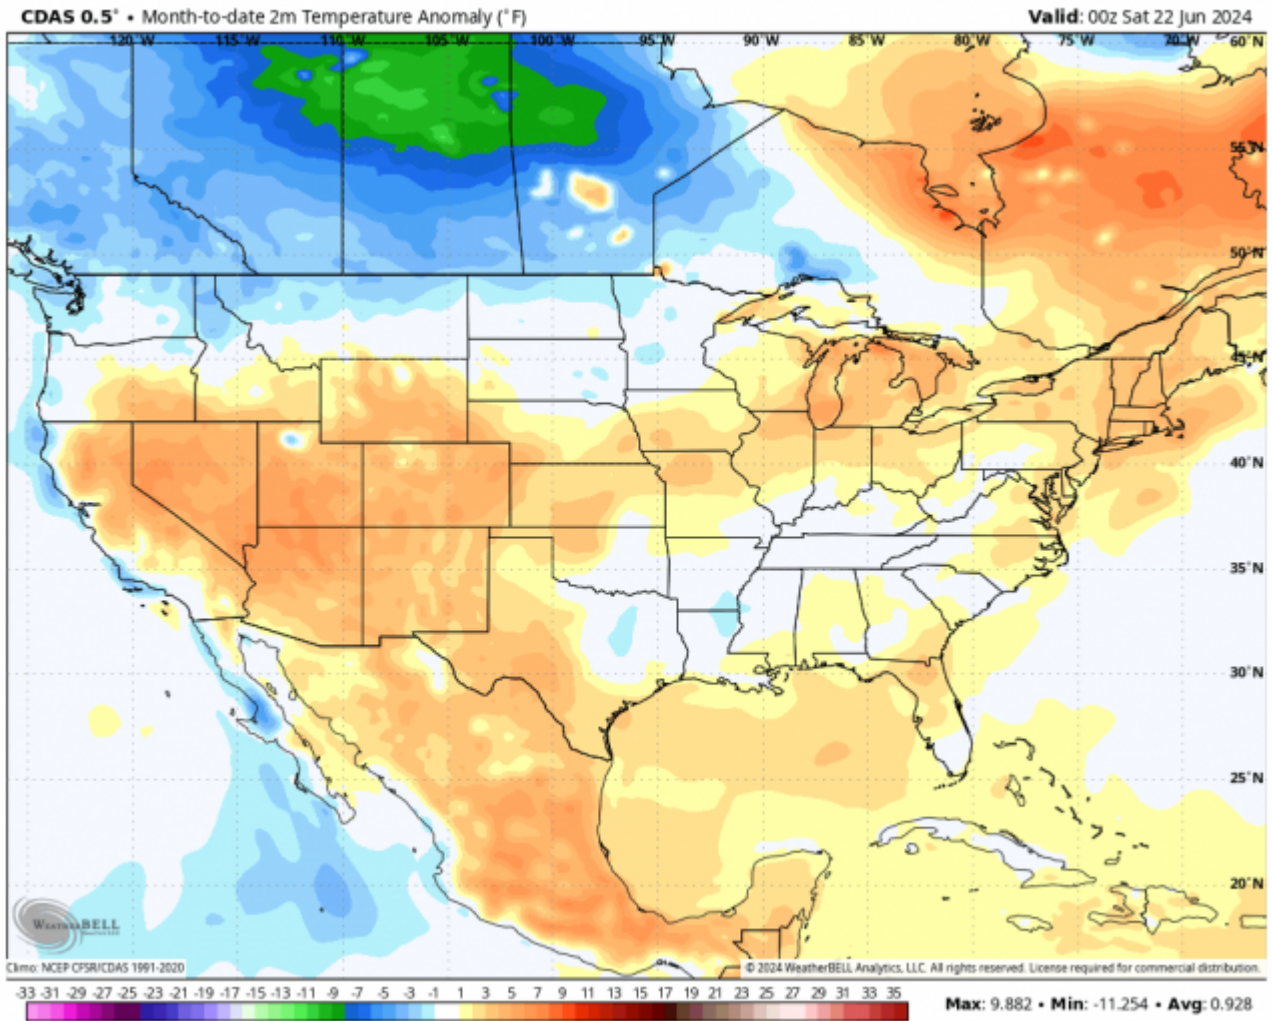 CDAS 0.5° • Month-to-date 2m Temperature Anomaly (°F)
Valid: 00z Sat 22 Jun 2024
120°W 115°W 110°W 105°W 100°W 95°W 90°W 85°W 80°W 75°W 70°W 60°N
55°N
50°N
45°N
40°N
35°N
30°N
25°N
20°N
WEATHERBELL
Climo: NCEP CFSR/CDAS 1991-2020
© 2024 WeatherBELL Analytics, LLC. All rights reserved. License required for commercial distribution.
-33 -31 -29 -27 -25 -23 -21 -19 -17 -15 -13 -11 -9 -7 -5 -3 -1 1 3 5 7 9 11 13 15 17 19 21 23 25 27 29 31 33 35
Max: 9.882 • Min: -11.254 • Avg: 0.928